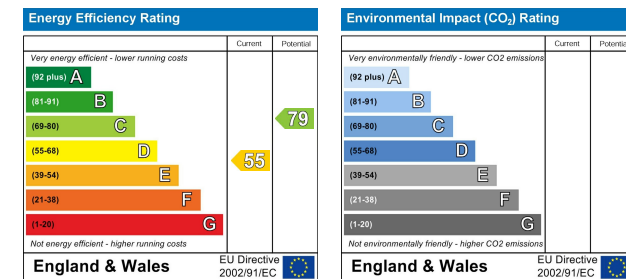 Energy Efficiency Rating
Current Potential
Very energy efficient - lower running costs
(92 plus) A
(81-91) B
(69-80) C
(55-68) D
(39-54) E
(21-38) F
(1-20) G
55
79
Not energy efficient - higher running costs
England & Wales
EU Directive
2002/91/EC
Environmental Impact (CO2) Rating
Current Potential
Very environmentally friendly - lower CO2 emissions
(92 plus) A
(81-91) B
(69-80) C
(55-68) D
(39-54) E
(21-38) F
(1-20) G
Not environmentally friendly - higher CO2 emissions
England & Wales
EU Directive
2002/91/EC